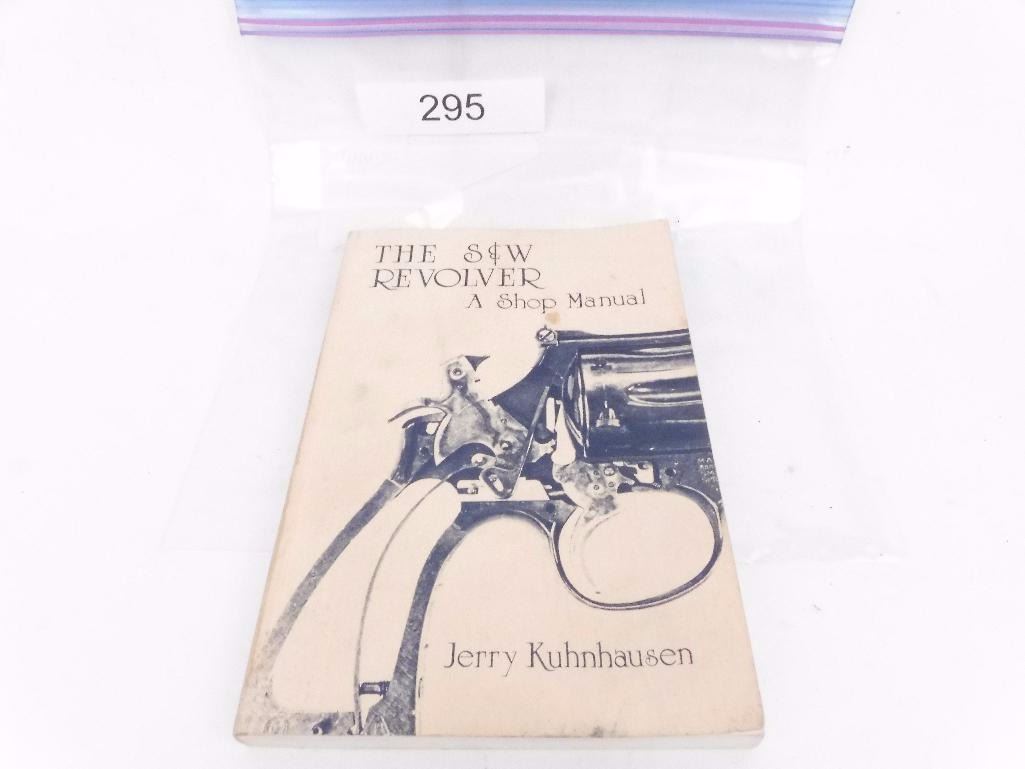 295
THE S&W
REVOLVER
A Shop Manual
Jerry Kuhnhausen